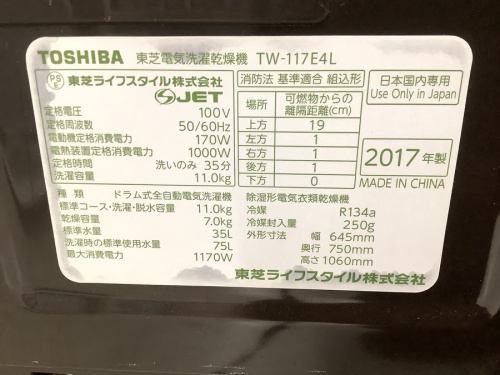 TOSHIBA 東芝電気洗濯乾燥機 TW-117E4L
PS E 東芝ライフスタイル株式会社
JET
定格電圧 100V
定格周波数 50/60Hz
電動機定格消費電力 170W
電熱装置定格消費電力 1000W
定格時間 洗いのみ 35分
洗濯容量 11.0kg
消防法 基準適合 組込形
場所 可燃物からの離隔距離(cm)
上方 19
左方 1
右方 1
後方 1
下方 0
日本国内専用
Use Only in Japan
2017年製
MADE IN CHINA
種類 ドラム式全自動電気洗濯機
標準コース・洗濯・脱水容量 11.0kg
乾燥容量 7.0kg
標準水量 35L
洗濯時の標準使用水量 75L
最大消費電力 1170W
除湿形電気衣類乾燥機
冷媒 R134a
冷媒封入量 250g
外形寸法 幅 645mm
奥行 750mm
高さ 1060mm
東芝ライフスタイル株式会社